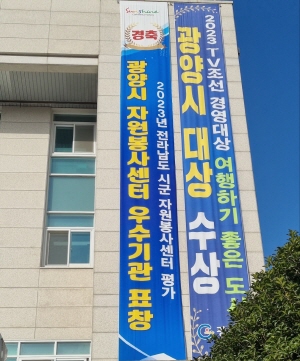 Sunshine
경축
2023년 전라남도 시군 자원봉사센터 평가
광양시 자원봉사센터 우수기관 표창
2023 TV조선 경영대상 여행하기 좋은 도
광양시 대상 수상